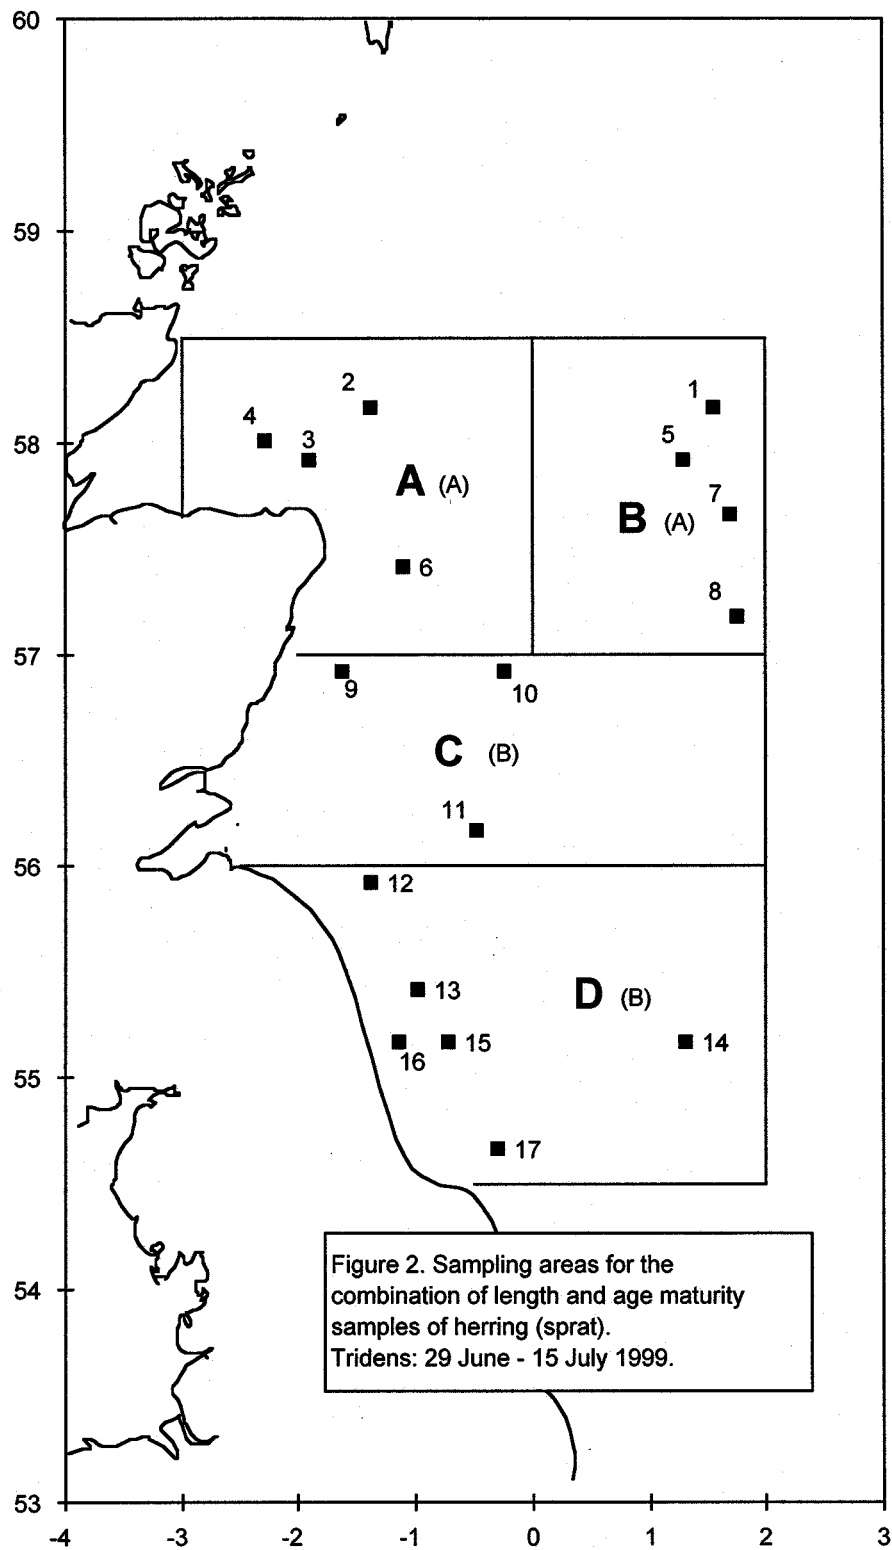 60
59
2
1
4
3
5
58
A (A)
7
B (A)
6
8
57
9
10
C (B)
11
56
12
13
D (B)
16
15
14
55
17
Figure 2. Sampling areas for the
combination of length and age maturity
samples of herring (sprat).
Tridens: 29 June - 15 July 1999.
54
53
-4 -3 -2 -1 0 1 2 3